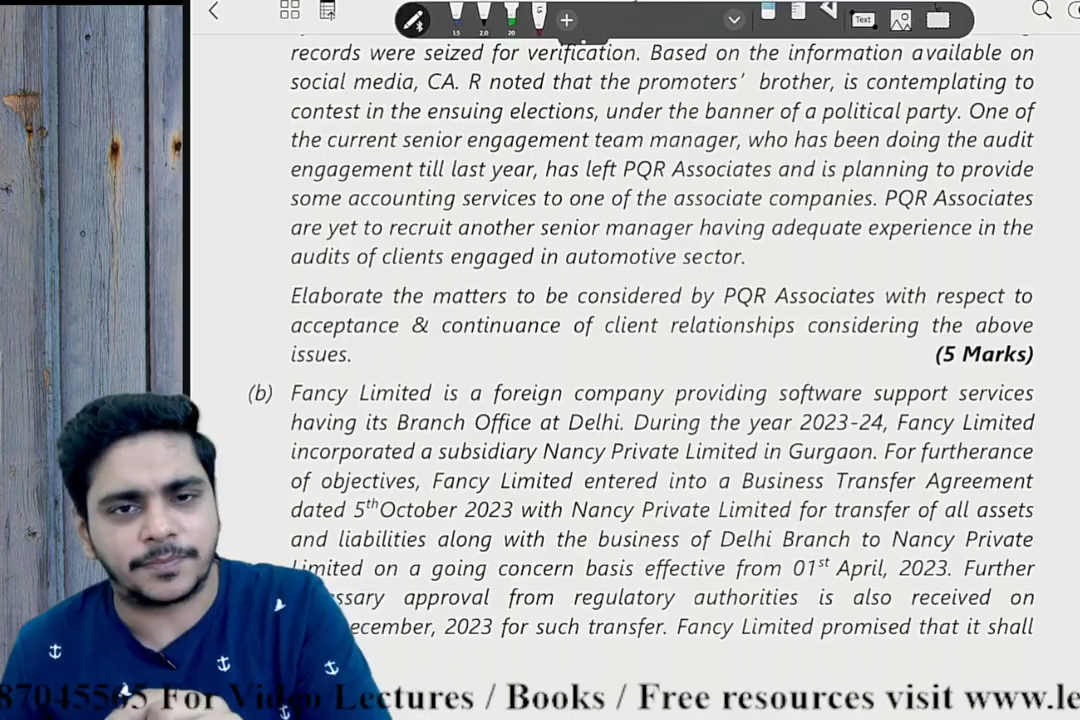 1.5 2.0 20 Text
records were seized for verification. Based on the information available on
social media, CA. R noted that the promoters' brother, is contemplating to
contest in the ensuing elections, under the banner of a political party. One of
the current senior engagement team manager, who has been doing the audit
engagement till last year, has left PQR Associates and is planning to provide
some accounting services to one of the associate companies. PQR Associates
are yet to recruit another senior manager having adequate experience in the
audits of clients engaged in automotive sector.
Elaborate the matters to be considered by PQR Associates with respect to
acceptance & continuance of client relationships considering the above
issues. (5 Marks)
(b) Fancy Limited is a foreign company providing software support services
having its Branch Office at Delhi. During the year 2023-24, Fancy Limited
incorporated a subsidiary Nancy Private Limited in Gurgaon. For furtherance
of objectives, Fancy Limited entered into a Business Transfer Agreement
dated 5thOctober 2023 with Nancy Private Limited for transfer of all assets
and liabilities along with the business of Delhi Branch to Nancy Private
Limited on a going concern basis effective from 01st April, 2023. Further
ssary approval from regulatory authorities is also received on
ecember, 2023 for such transfer. Fancy Limited promised that it shall
For Video Lectures / Books / Free resources visit www.le